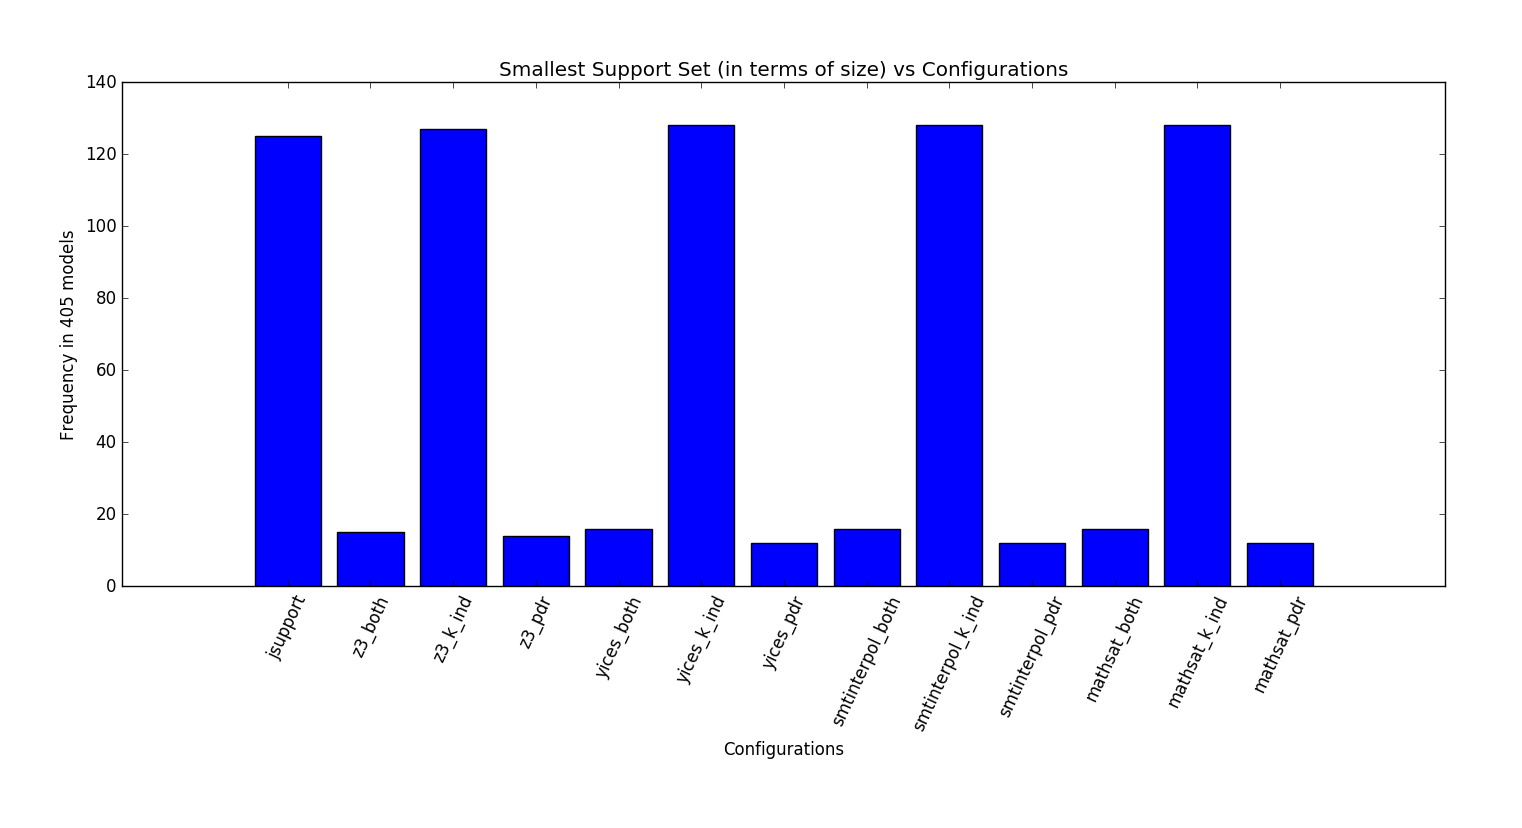 Smallest Support Set (in terms of size) vs Configurations
140
120
100
80
60
40
20
0
Frequency in 405 models
jsupport
z3_both
z3_k_ind
z3_pdr
yices_both
yices_k_ind
yices_pdr
smtinterpol_both
smtinterpol_k_ind
smtinterpol_pdr
mathsat_both
mathsat_k_ind
mathsat_pdr
Configurations